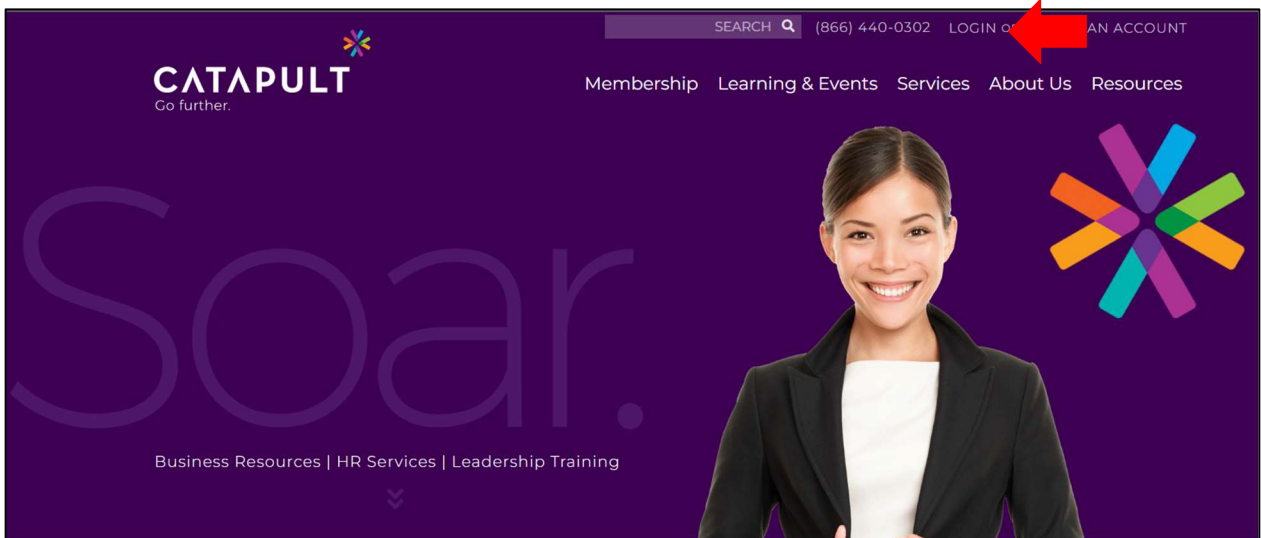 SEARCH (866) 440-0302 LOGIN AN ACCOUNT
CATAPULT
Go further.
Membership Learning & Events Services About Us Resources
Soar.
Business Resources | HR Services | Leadership Training